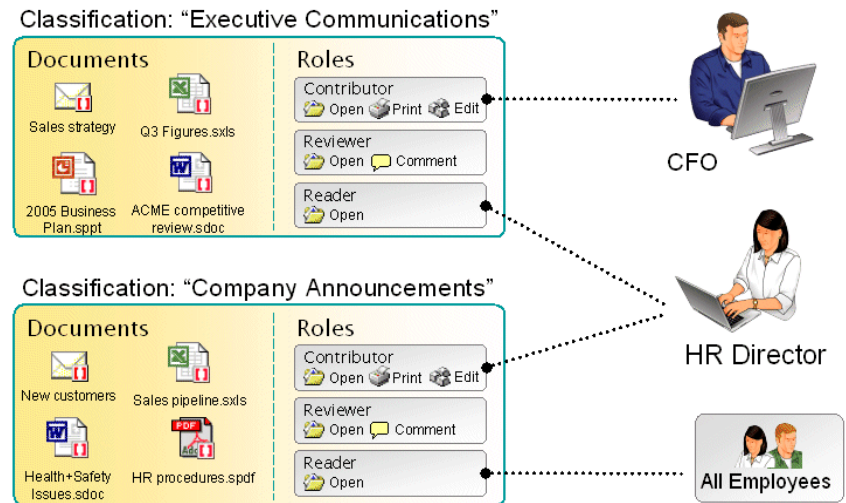 Classification: “Executive Communications”
Documents
Sales strategy
Q3 Figures.sxls
2005 Business
Plan.sppt
ACME competitive
review.sdoc
Roles
Contributor
Open Print Edit
Reviewer
Open Comment
Reader
Open
CFO
HR Director
Classification: “Company Announcements”
Documents
New customers
Sales pipeline.sxls
Health+Safety
Issues.sdoc
PDF
HR procedures.spdf
Roles
Contributor
Open Print Edit
Reviewer
Open Comment
Reader
Open
All Employees